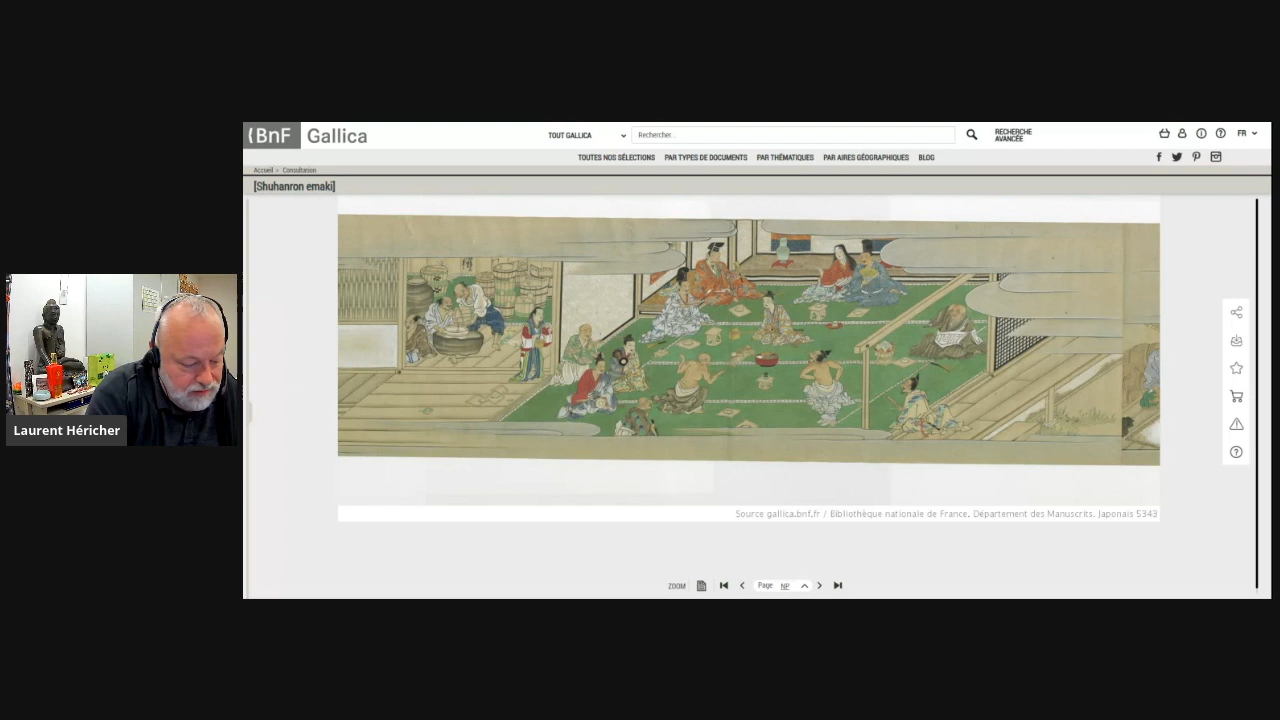 (BnF Gallica
TOUT GALLICA
Rechercher...
RECHERCHE
AVANCÉE
FR
TOUTES NOS SÉLECTIONS PAR TYPES DE DOCUMENTS PAR THÉMATIQUES PAR AIRES GÉOGRAPHIQUES BLOG
Accueil > Consultation
[Shuhanron emaki]
Laurent Héricher
Source gallica.bnf.fr / Bibliothèque nationale de France. Département des Manuscrits. Japonais 5343
ZOOM Page NP